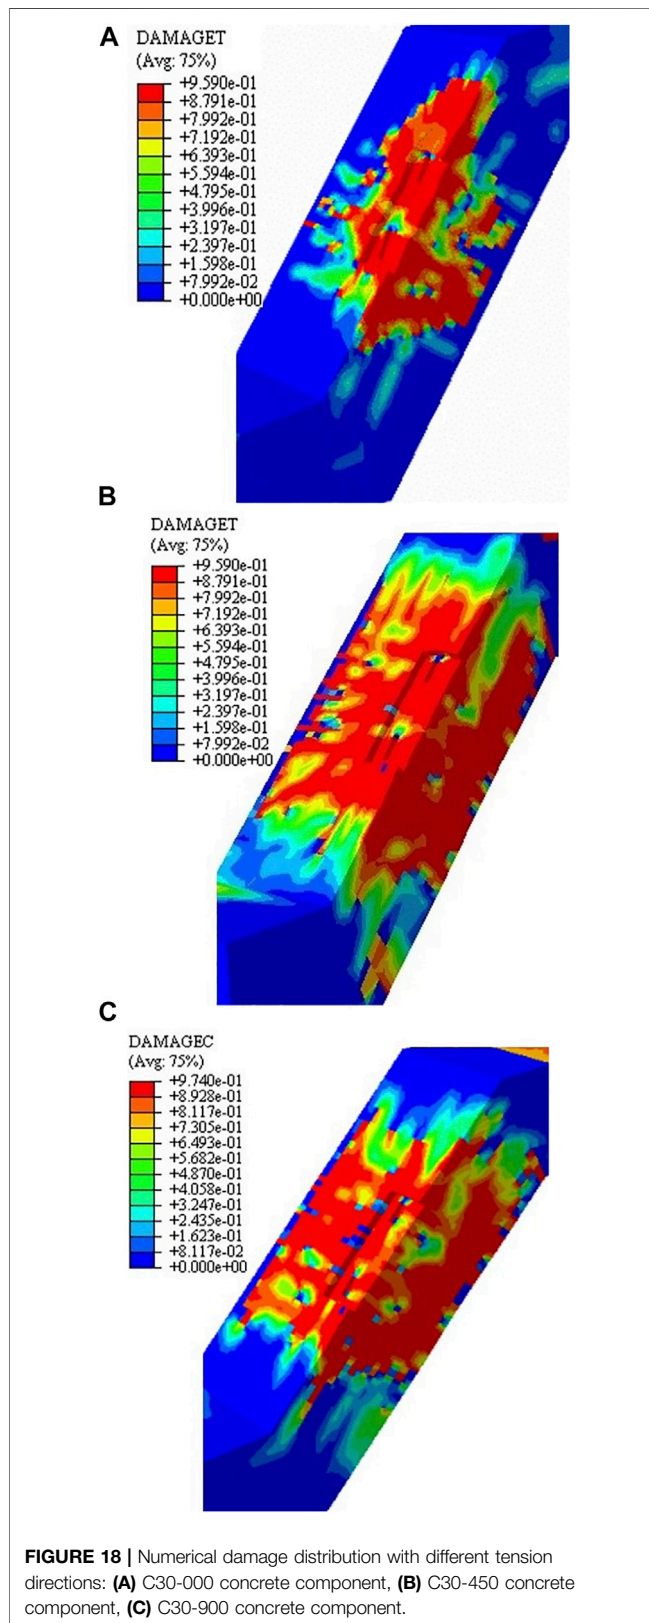 A
DAMAGET
(Avg: 75%)
+9.590e-01
+8.791e-01
+7.992e-01
+7.192e-01
+6.393e-01
+5.594e-01
+4.795e-01
+3.996e-01
+3.197e-01
+2.397e-01
+1.598e-01
+7.992e-02
+0.000e+00
B
DAMAGET
(Avg: 75%)
+9.590e-01
+8.791e-01
+7.992e-01
+7.192e-01
+6.393e-01
+5.594e-01
+4.795e-01
+3.996e-01
+3.197e-01
+2.397e-01
+1.598e-01
+7.992e-02
+0.000e+00
C
DAMAGEC
(Avg: 75%)
+9.740e-01
+8.928e-01
+8.117e-01
+7.305e-01
+6.493e-01
+5.682e-01
+4.870e-01
+4.058e-01
+3.247e-01
+2.435e-01
+1.623e-01
+8.117e-02
+0.000e+00
FIGURE 18 | Numerical damage distribution with different tension
directions: (A) C30-000 concrete component, (B) C30-450 concrete
component, (C) C30-900 concrete component.